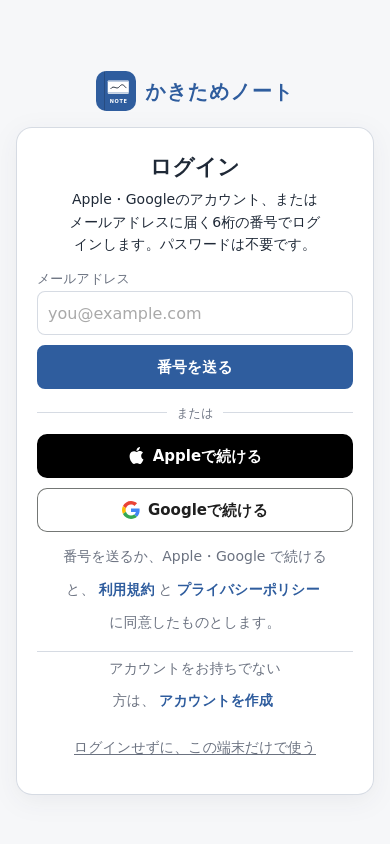 NOTE
かきためノート
ログイン
Apple・Googleのアカウント、または
メールアドレスに届く6桁の番号でログ
インします。パスワードは不要です。
メールアドレス
you@example.com
番号を送る
または
Appleで続ける
Googleで続ける
番号を送るか、Apple・Google で続ける
と、 利用規約 と プライバシーポリシー
に同意したものとします。
アカウントをお持ちでない
方は、 アカウントを作成
ログインせずに、この端末だけで使う